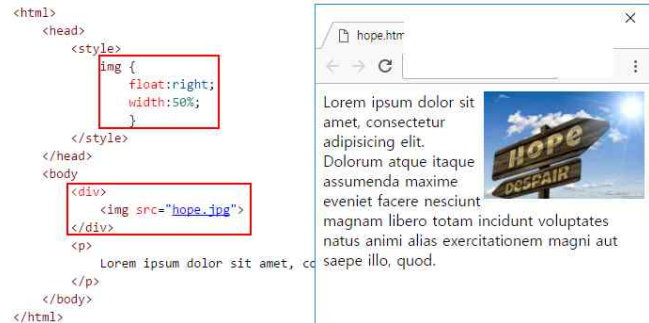 <html>
<head>
<style>
img {
float:right;
width:50%;
}
</style>
</head>
<body
<div>
<img src="hope.jpg">
</div>
<p>
Lorem ipsum dolor sit amet, co
</p>
</body>
</html>
hope.htm
Lorem ipsum dolor sit
amet, consectetur
adipisicing elit.
Dolorum atque itaque
assumenda maxime
eveniet facere nesciunt
magnam libero totam incidunt voluptates
natus animi alias exercitationem magni aut
saepe illo, quod.
HOPE
DESPAIR